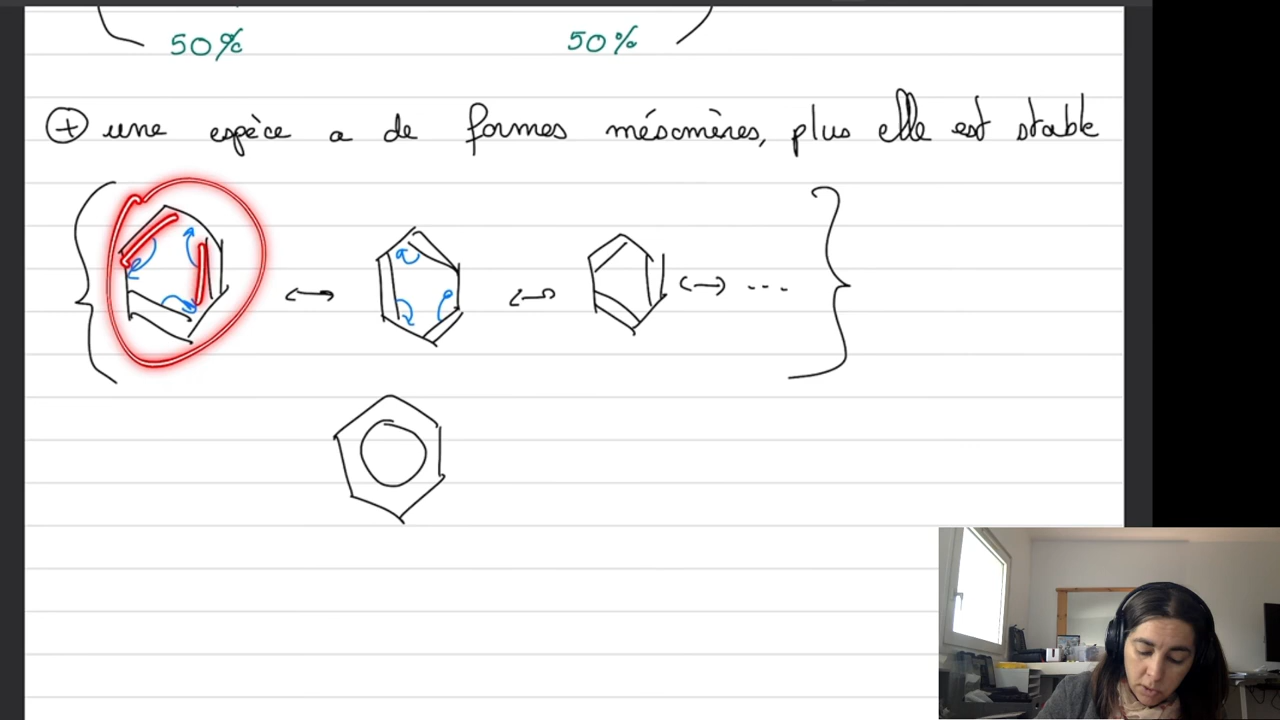 50% 50%
⊕ une espèce a de formes mésomères, plus elle est stable
{ ↔ ↔ ↔ ... }